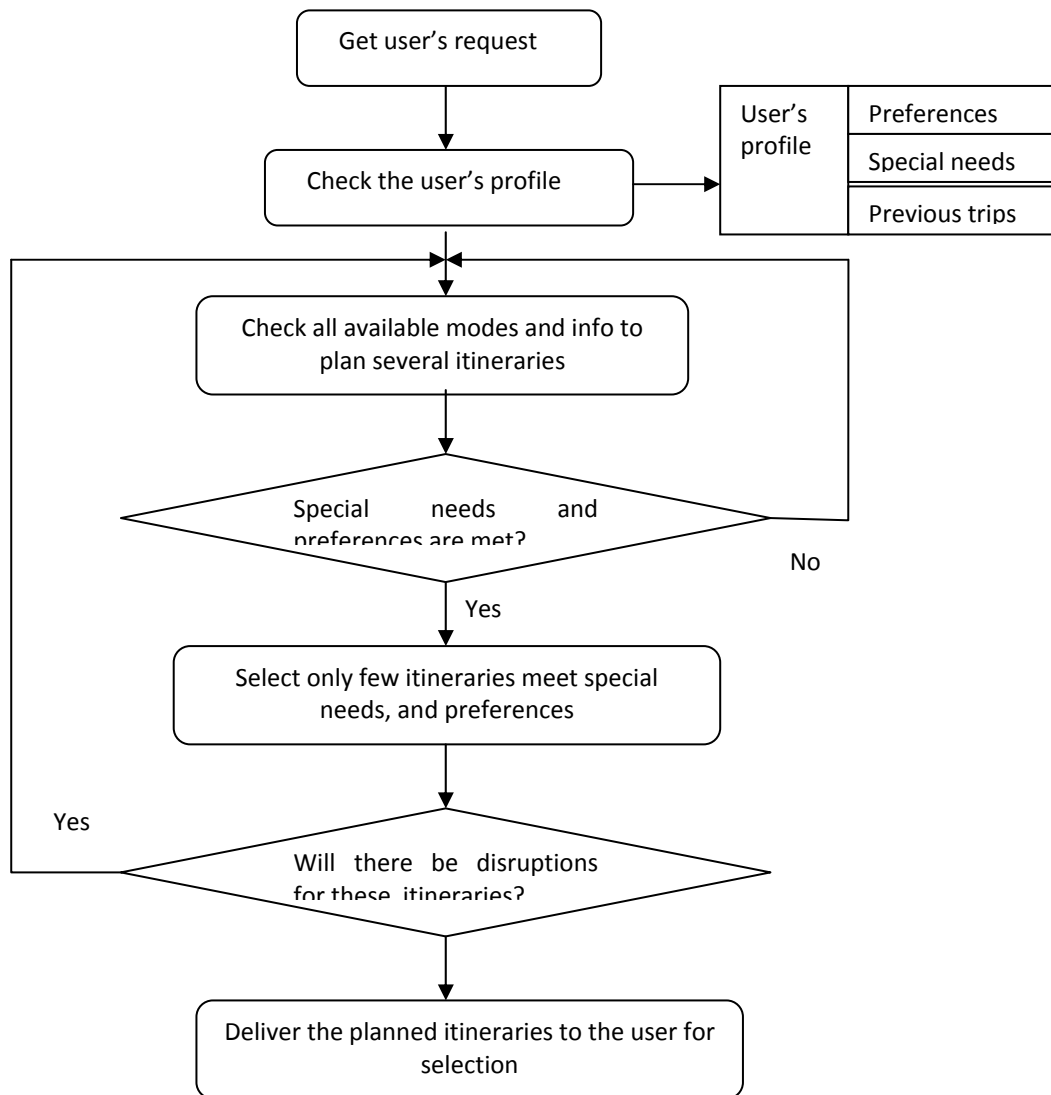 Get user’s request
User’s
profile
Preferences
Special needs
Previous trips
Check the user’s profile
Check all available modes and info to
plan several itineraries
Special needs and
preferences are met?
No
Yes
Select only few itineraries meet special
needs, and preferences
Yes
Will there be disruptions
for these itineraries?
Deliver the planned itineraries to the user for
selection